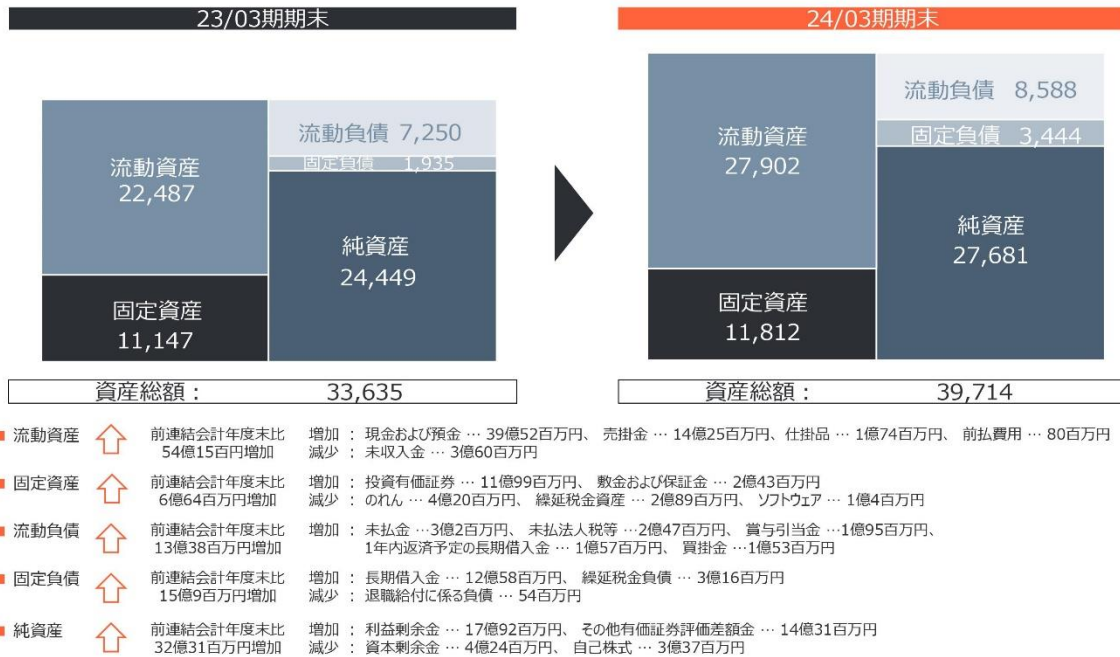 23/03期期末
流動資産
22,487
固定資産
11,147
流動負債 7,250
固定負債 1,935
純資産
24,449
資産総額： 33,635
24/03期期末
流動資産
27,902
固定資産
11,812
流動負債 8,588
固定負債 3,444
純資産
27,681
資産総額： 39,714
流動資産 前連結会計年度末比 増加 ： 現金および預金 … 39億52百万円、 売掛金 … 14億25百万円、仕掛品 … 1億74百万円、 前払費用 … 80百万円
54億15百万円増加 減少 ： 未収入金 … 3億60百万円
固定資産 前連結会計年度末比 増加 ： 投資有価証券 … 11億99百万円、 敷金および保証金 … 2億43百万円
6億64百万円増加 減少 ： のれん … 4億20百万円、 繰延税金資産 … 2億89百万円、 ソフトウェア … 1億4百万円
流動負債 前連結会計年度末比 増加 ： 未払金 …3億2百万円、 未払法人税等 …2億47百万円、 賞与引当金 …1億95百万円、
13億38百万円増加 1年内返済予定の長期借入金 … 1億57百万円、 買掛金 …1億53百万円
固定負債 前連結会計年度末比 増加 ： 長期借入金 … 12億58百万円、 繰延税金負債 … 3億16百万円
15億9百万円増加 減少 ： 退職給付に係る負債 … 54百万円
純資産 前連結会計年度末比 増加 ： 利益剰余金 … 17億92百万円、 その他有価証券評価差額金 … 14億31百万円
32億31百万円増加 減少 ： 資本剰余金 … 4億24百万円、 自己株式 … 3億37百万円